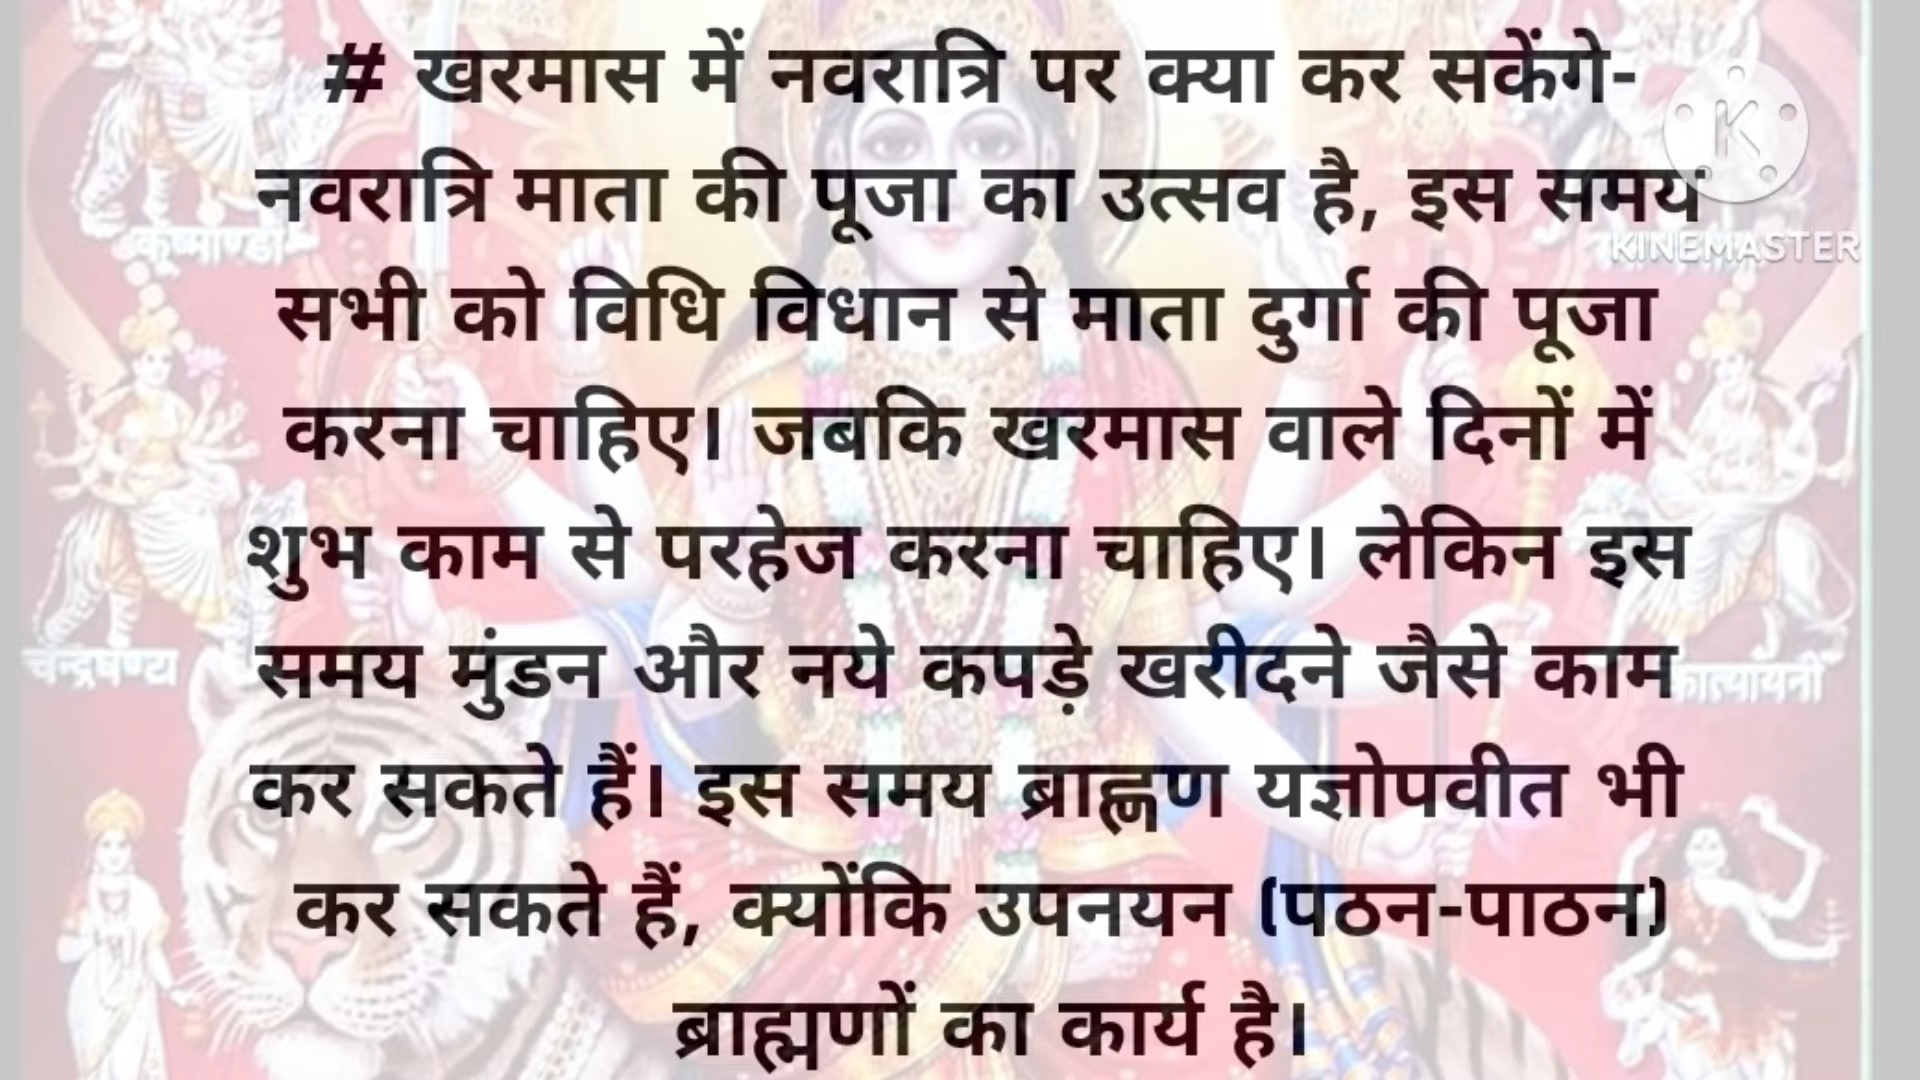 # खरमास में नवरात्रि पर क्या कर सकेंगे-
नवरात्रि माता की पूजा का उत्सव है, इस समय
KINEMASTER
कूष्माण्डा
सभी को विधि विधान से माता दुर्गा की पूजा
करना चाहिए। जबकि खरमास वाले दिनों में
शुभ काम से परहेज करना चाहिए। लेकिन इस
समय मुंडन और नये कपड़े खरीदने जैसे काम
चन्द्रघण्टा
कात्यायनी
कर सकते हैं। इस समय ब्राह्णण यज्ञोपवीत भी
कर सकते हैं, क्योंकि उपनयन (पठन-पाठन)
ब्राह्मणों का कार्य है।